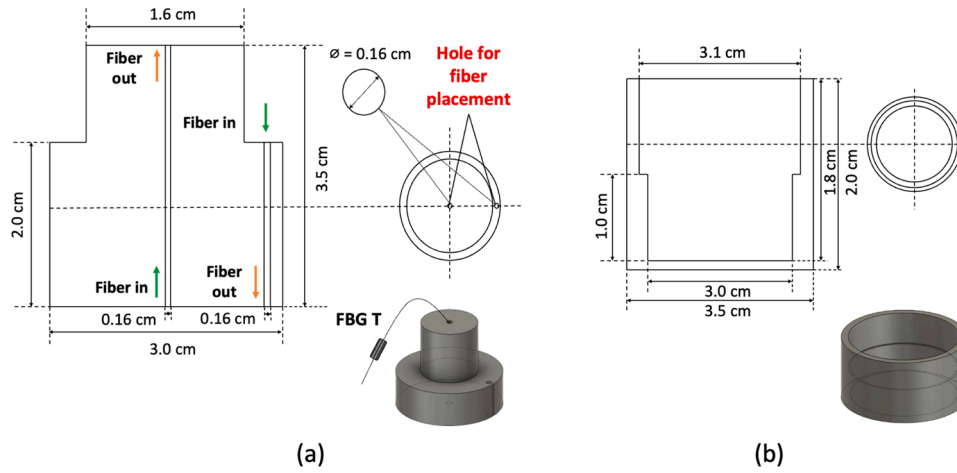 1.6 cm
Fiber
out
Fiber in
2.0 cm
3.5 cm
Fiber in
Fiber
out
0.16 cm
0.16 cm
3.0 cm
⌀ = 0.16 cm
Hole for
fiber
placement
FBG T
(a)
3.1 cm
1.0 cm
1.8 cm
2.0 cm
3.0 cm
3.5 cm
(b)